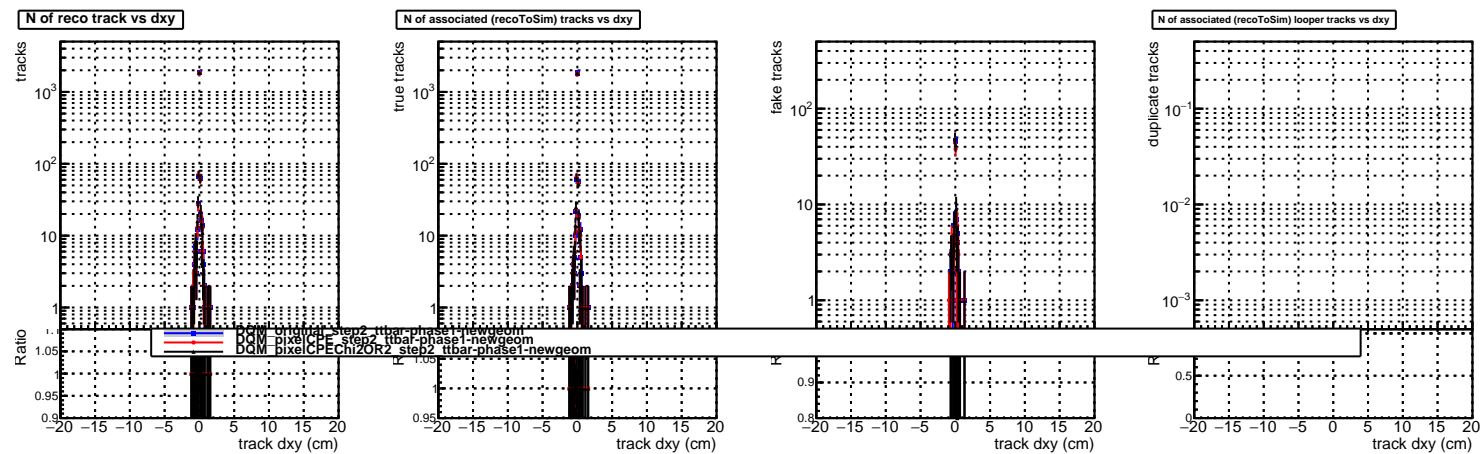 N of reco track vs dxy
N of associated (recoToSim) tracks vs dxy
N of associated (recoToSim) looper tracks vs dxy
tracks
10³
10²
10
1
true tracks
10³
10²
10
1
fake tracks
10²
10
1
duplicate tracks
10⁻¹
10⁻²
10⁻³
DQM_original_step2_ttbar-phase1-newgeom
DQM_pixelCPE_step2_ttbar-phase1-newgeom
DQM_pixelCPEChi2OR2_step2_ttbar-phase1-newgeom
Ratio
1.1
1.05
1
0.95
0.9
1.05
1
0.95
0.9
0.8
0.5
0
−20 −15 −10 −5 0 5 10 15 20
track dxy (cm)
−20 −15 −10 −5 0 5 10 15 20
track dxy (cm)
−20 −15 −10 −5 0 5 10 15 20
track dxy (cm)
−20 −15 −10 −5 0 5 10 15 20
track dxy (cm)